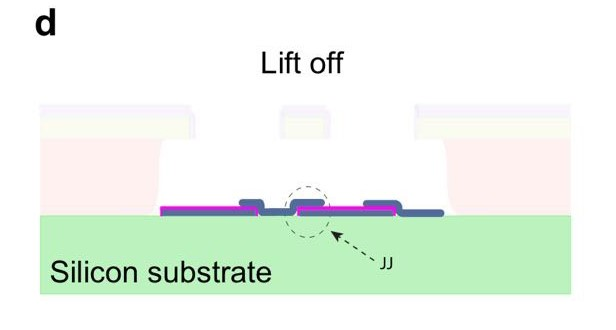 d
Lift off
JJ
Silicon substrate